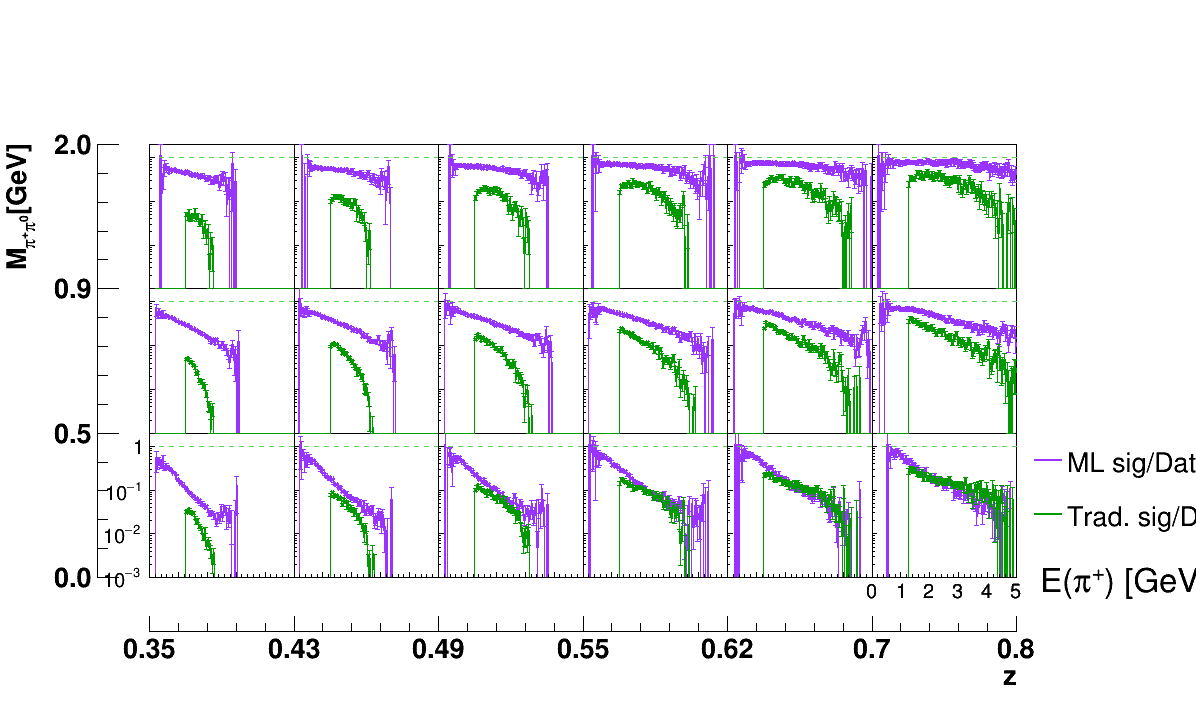 2.0
M π⁺π⁰ [GeV]
0.9
0.5
1
10⁻¹
10⁻²
0.0 10⁻³
ML sig/Dat
Trad. sig/D
E(π⁺) [GeV
0 1 2 3 4 5
0.35 0.43 0.49 0.55 0.62 0.7 0.8
z